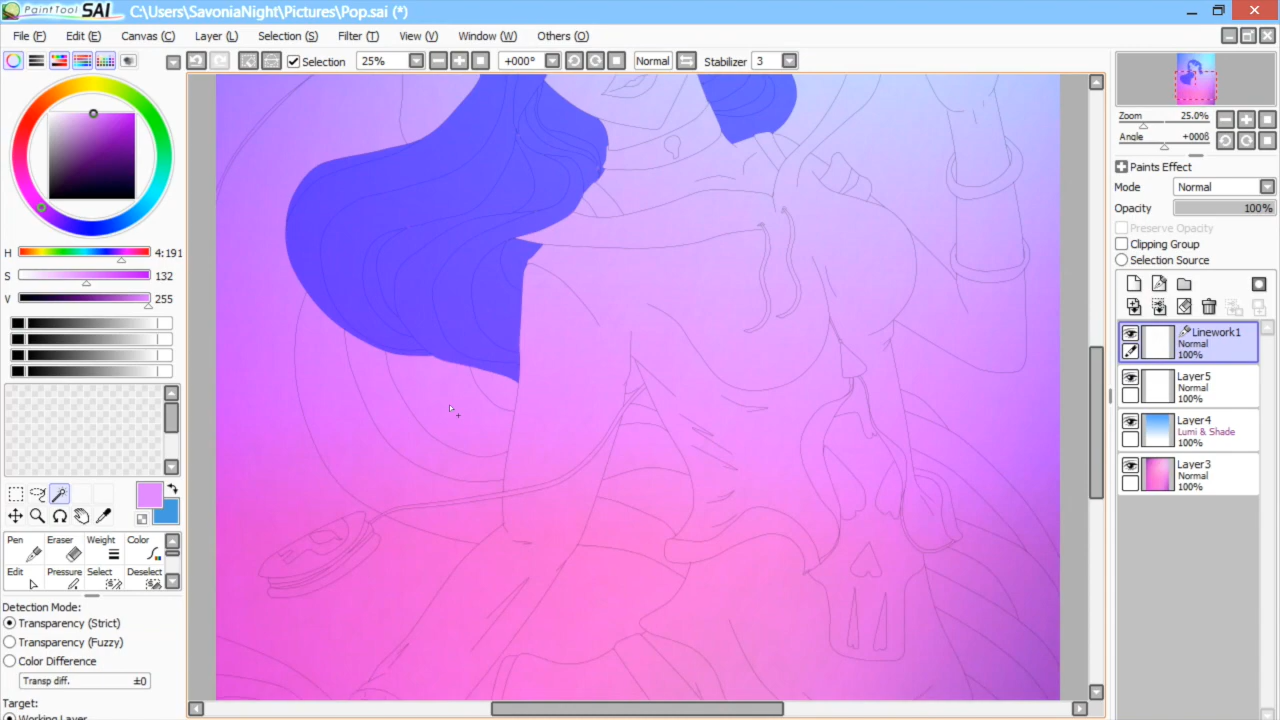 PaintTool SAI C:\Users\SavoniaNight\Pictures\Pop.sai (*)
File (F) Edit (E) Canvas (C) Layer (L) Selection (S) Filter (T) View (V) Window (W) Others (O)
Selection 25% +000° Normal Stabilizer 3
Zoom 25.0%
Angle +000ß
Paints Effect
Mode Normal
Opacity 100%
Preserve Opacity
Clipping Group
Selection Source
Linework1
Normal
100%
Layer5
Normal
100%
Layer4
Lumi & Shade
100%
Layer3
Normal
100%
H 4:191
S 132
V 255
Pen Eraser Weight Color
Edit Pressure Select Deselect
Detection Mode:
Transparency (Strict)
Transparency (Fuzzy)
Color Difference
Transp diff. ±0
Target:
Working Layer